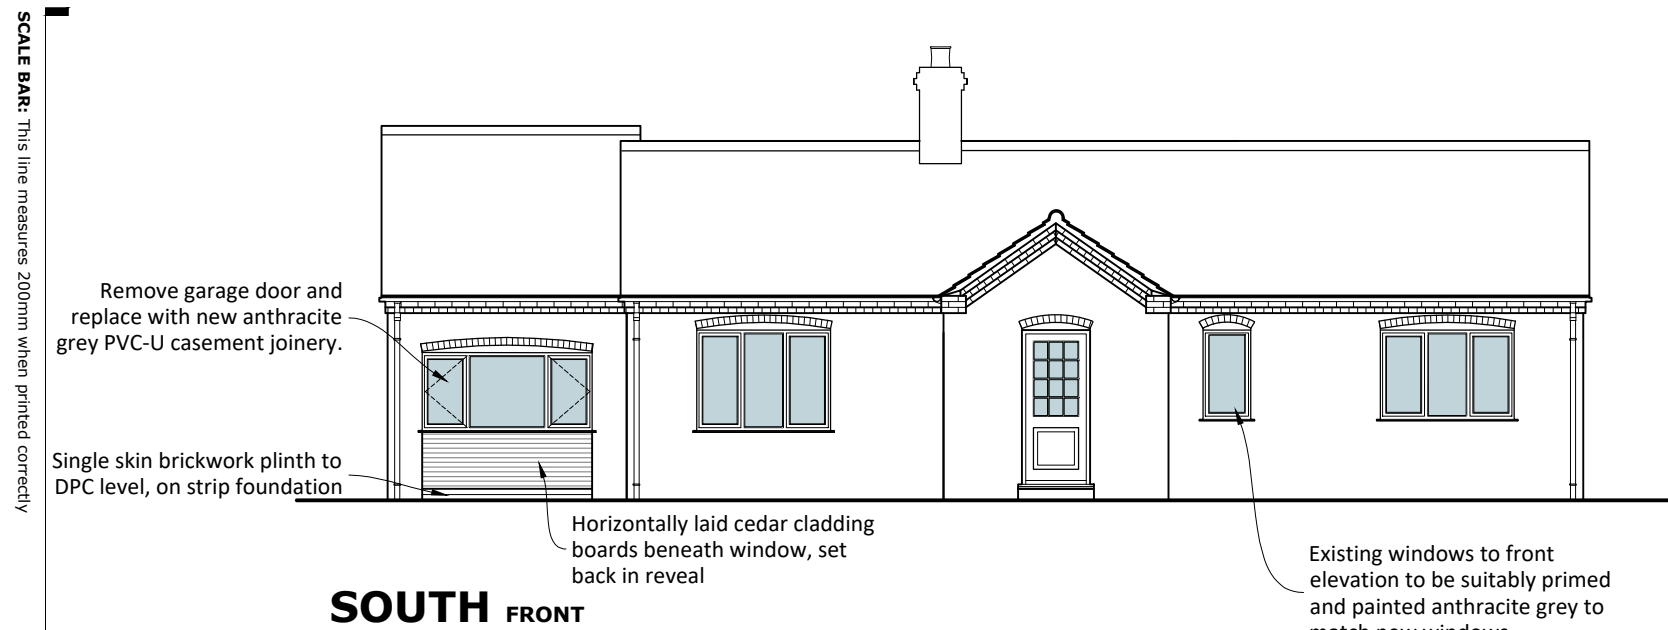 SCALE BAR: This line measures 200mm when printed correctly
Remove garage door and
replace with new anthracite
grey PVC-U casement joinery.
Single skin brickwork plinth to
DPC level, on strip foundation
Horizontally laid cedar cladding
boards beneath window, set
back in reveal
Existing windows to front
elevation to be suitably primed
and painted anthracite grey to
match new windows
SOUTH FRONT